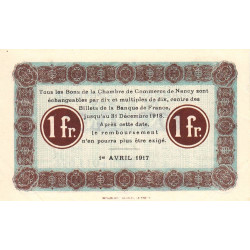 Tous les Bons de la Chambre de Commerce de Nancy sont
échangeables par dix et multiples de dix, contre des
Billets de la Banque de France,
jusqu'au 31 Décembre 1918.
Après cette date,
le remboursement
n'en pourra plus être exigé.
1 fr.
1 fr.
1er AVRIL 1917